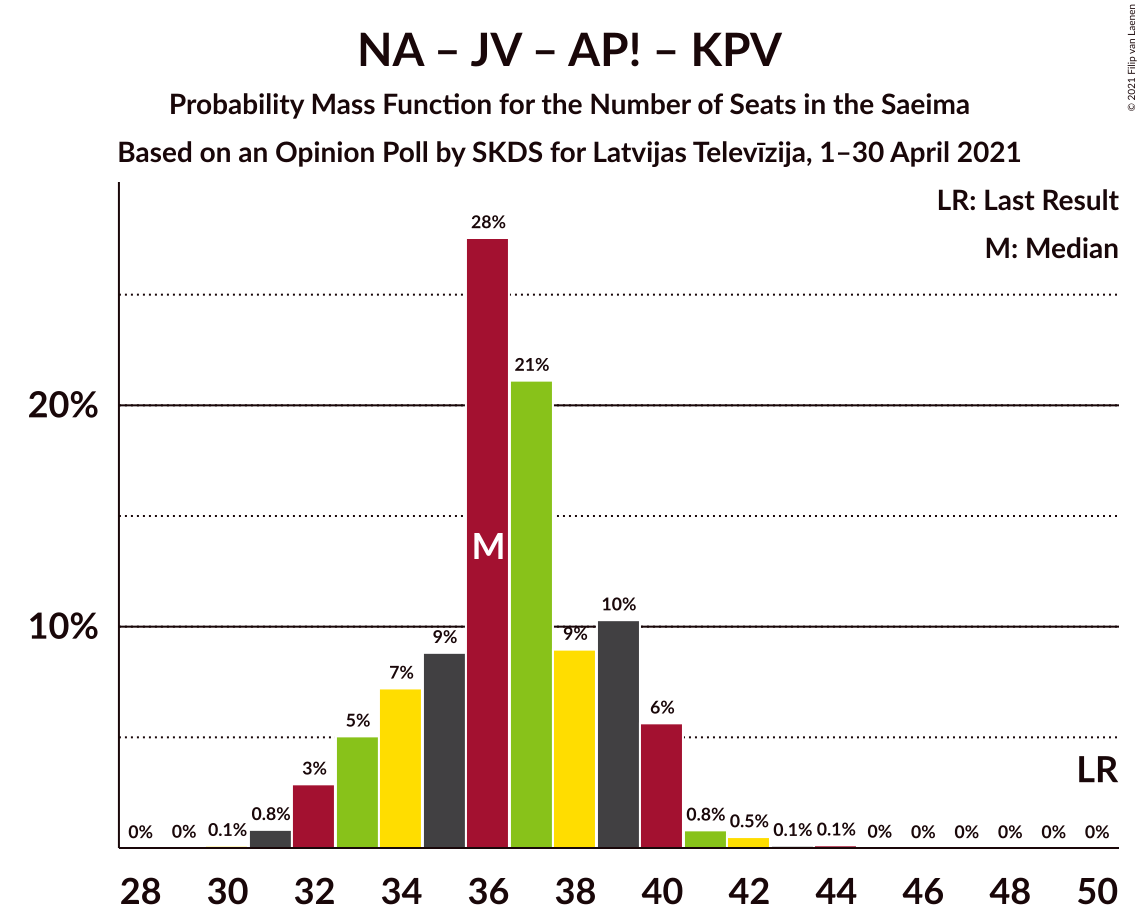 NA – JV – AP! – KPV
Probability Mass Function for the Number of Seats in the Saeima
Based on an Opinion Poll by SKDS for Latvijas Televīzija, 1–30 April 2021
© 2021 Filip van Laenen
LR: Last Result
M: Median
28%
21%
20%
M
10%
10%
9%
9%
7%
6%
5%
3%
LR
0%
0%
0.1%
0.8%
0.8%
0.5%
0.1%
0.1%
0%
0%
0%
0%
0%
0%
28 30 32 34 36 38 40 42 44 46 48 50